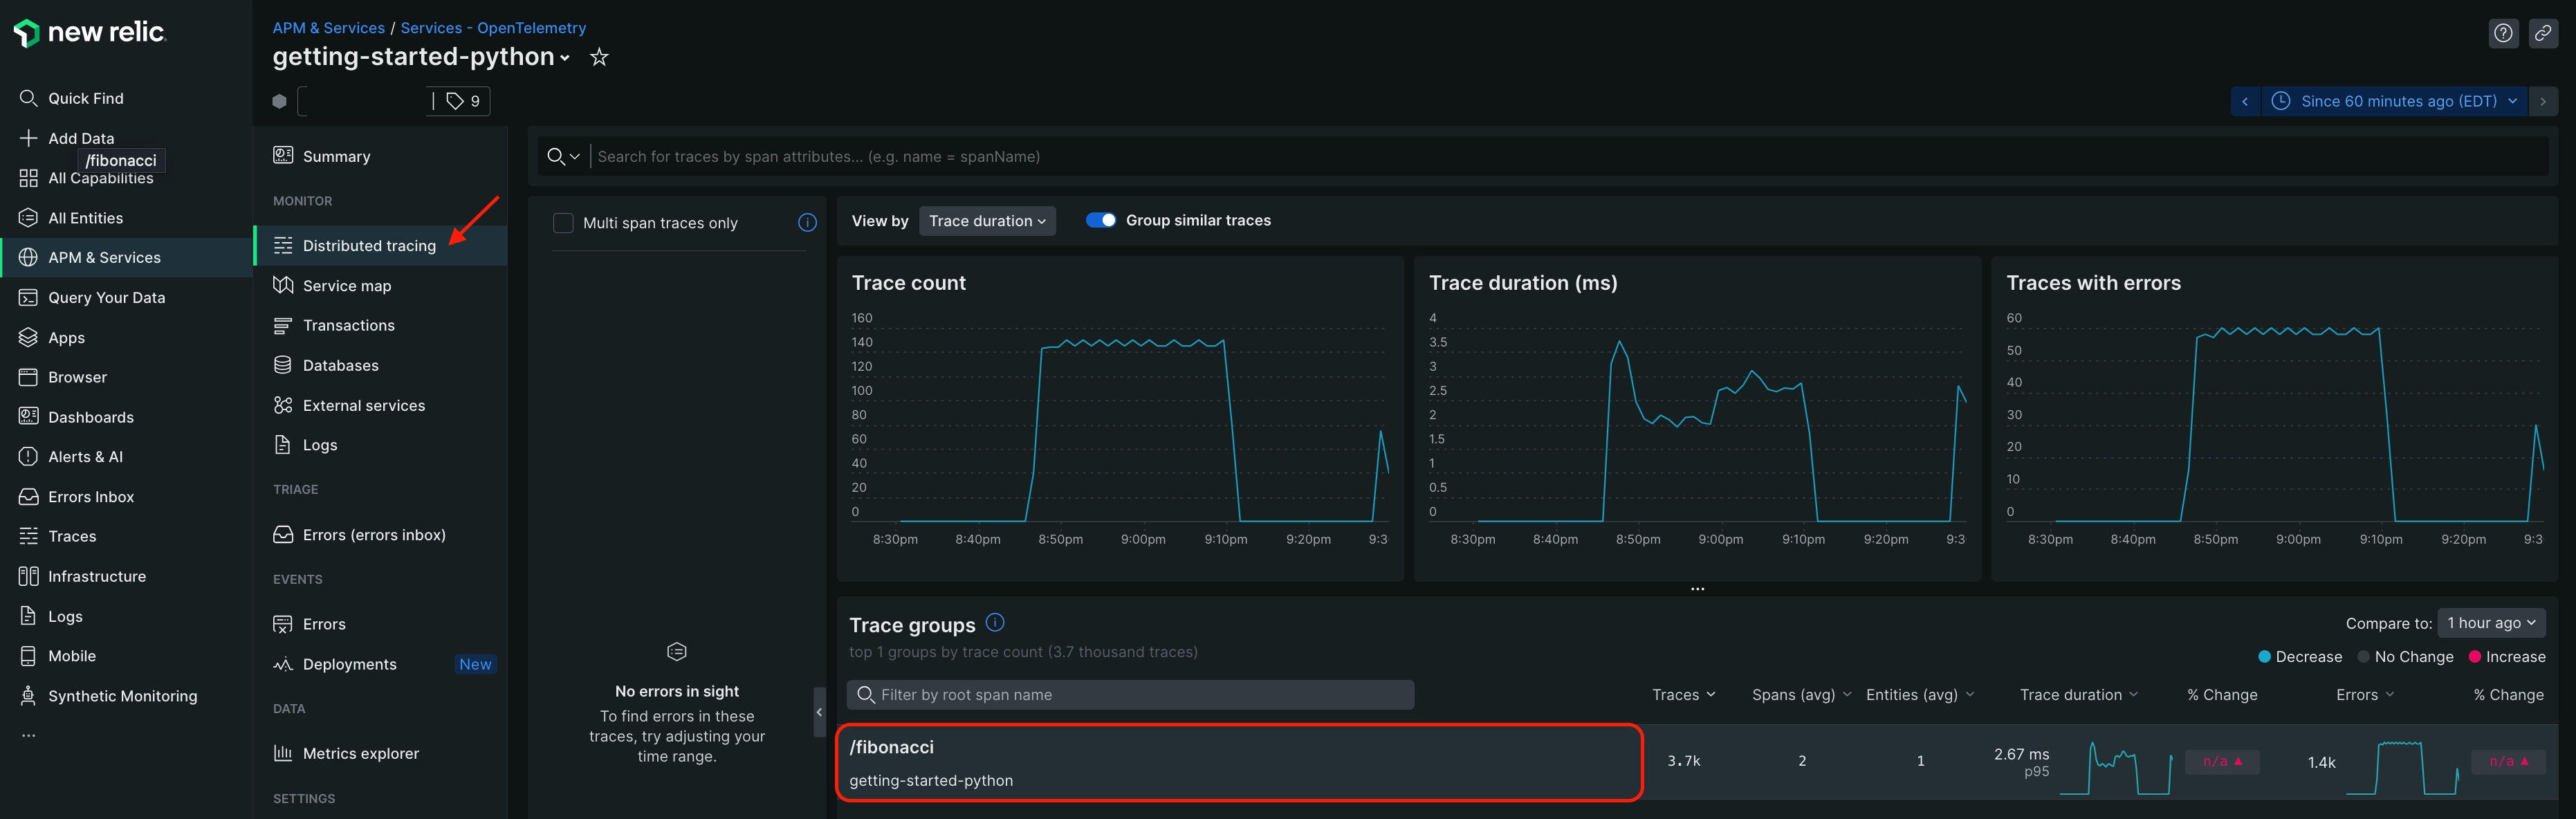 new relic.
Quick Find
Add Data
/fibonacci
All Capabilities
All Entities
APM & Services
Query Your Data
Apps
Browser
Dashboards
Alerts & AI
Errors Inbox
Traces
Infrastructure
Logs
Mobile
Synthetic Monitoring
...
APM & Services / Services - OpenTelemetry
getting-started-python
9
Since 60 minutes ago (EDT)
Summary
MONITOR
Distributed tracing
Service map
Transactions
Databases
External services
Logs
TRIAGE
Errors (errors inbox)
EVENTS
Errors
Deployments New
DATA
Metrics explorer
SETTINGS
Search for traces by span attributes... (e.g. name = spanName)
Multi span traces only
No errors in sight
To find errors in these
traces, try adjusting your
time range.
View by Trace duration Group similar traces
Trace count
160
140
120
100
80
60
40
20
0
8:30pm 8:40pm 8:50pm 9:00pm 9:10pm 9:20pm 9:3
Trace duration (ms)
4
3.5
3
2.5
2
1.5
1
0.5
0
8:30pm 8:40pm 8:50pm 9:00pm 9:10pm 9:20pm 9:3
Traces with errors
60
50
40
30
20
10
0
8:30pm 8:40pm 8:50pm 9:00pm 9:10pm 9:20pm 9:3
...
Trace groups
top 1 groups by trace count (3.7 thousand traces)
Compare to: 1 hour ago
Decrease No Change Increase
Filter by root span name
Traces Spans (avg) Entities (avg) Trace duration % Change Errors % Change
/fibonacci
getting-started-python
3.7k 2 1 2.67 ms n/a 1.4k n/a
p95